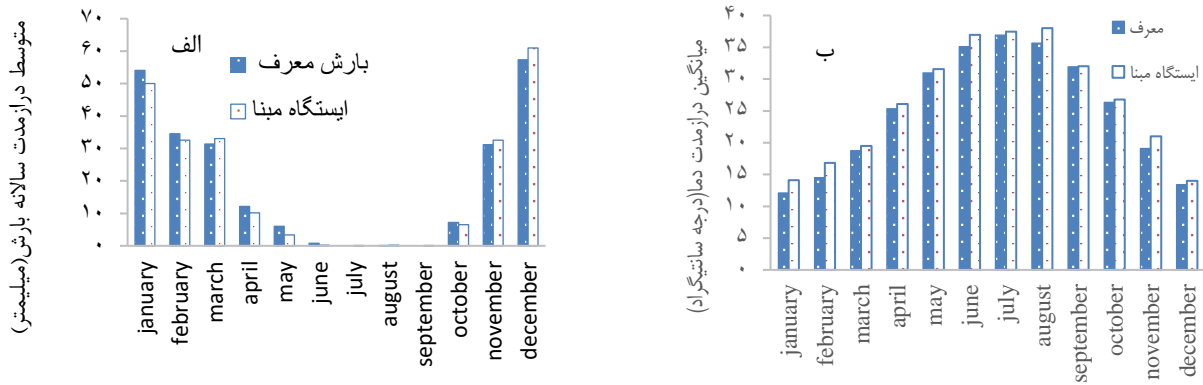 متوسط درازمدت سالانه بارش(میلیمتر)
۷۰
۶۰
۵۰
۴۰
۳۰
۲۰
۱۰
۰
الف
بارش معرف
ایستگاه مبنا
january
february
march
april
may
june
july
august
september
october
november
december
میانگین درازمدت دما(درجه سانتیگراد)
۴۰
۳۵
۳۰
۲۵
۲۰
۱۵
۱۰
۵
۰
ب
معرف
ایستگاه مبنا
january
february
march
april
may
june
july
august
september
october
november
december